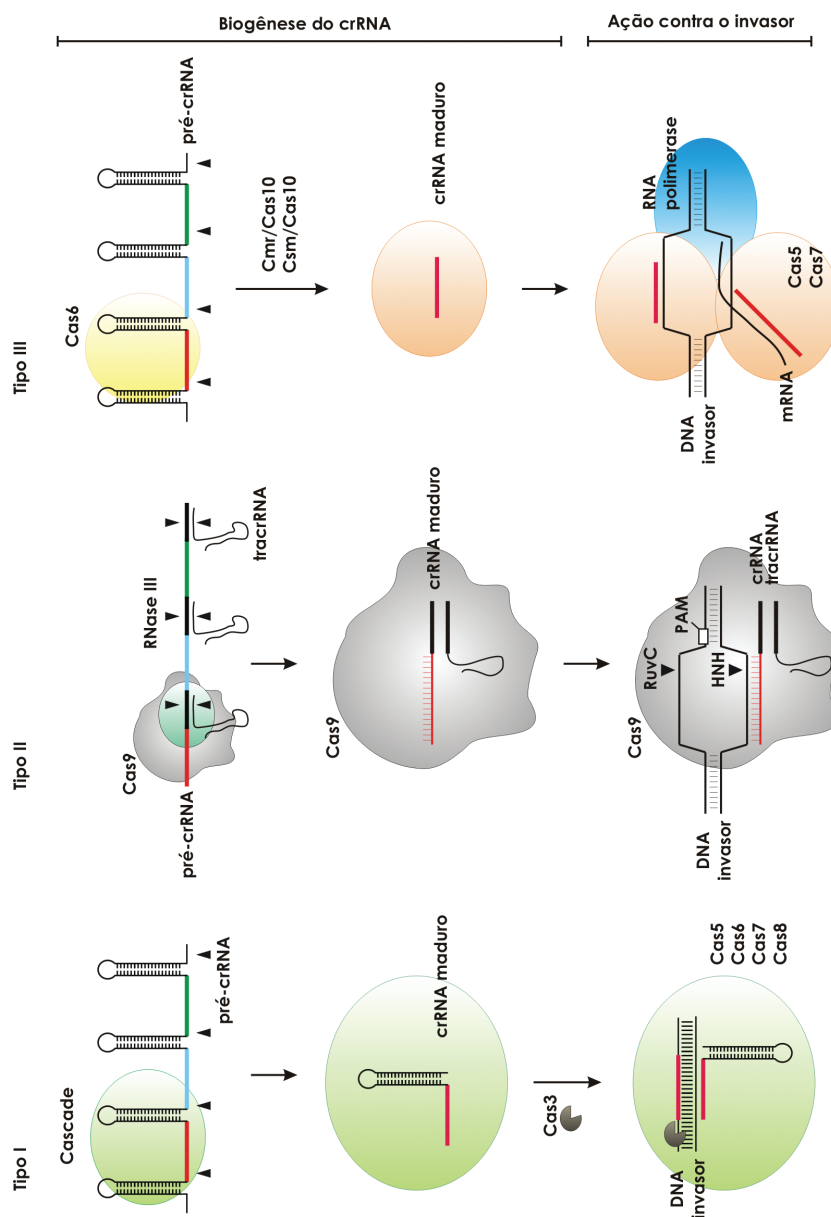 Biogênese do crRNA
Ação contra o invasor
Tipo III
Cas6
pré-crRNA
Cmr/Cas10
Csm/Cas10
crRNA maduro
RNA
polimerase
DNA
invasor
mRNA
Cas5
Cas7
Tipo II
Cas9
pré-crRNA
RNase III
tracrRNA
Cas9
crRNA maduro
Cas9
RuvC
PAM
HNH
DNA
invasor
crRNA
tracrRNA
Tipo I
Cascade
pré-crRNA
crRNA maduro
Cas3
DNA
invasor
Cas5
Cas6
Cas7
Cas8